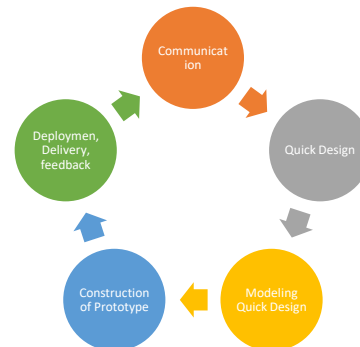 Communicat
ion
Quick Design
Modeling
Quick Design
Construction
of Prototype
Deploymen,
Delivery,
feedback